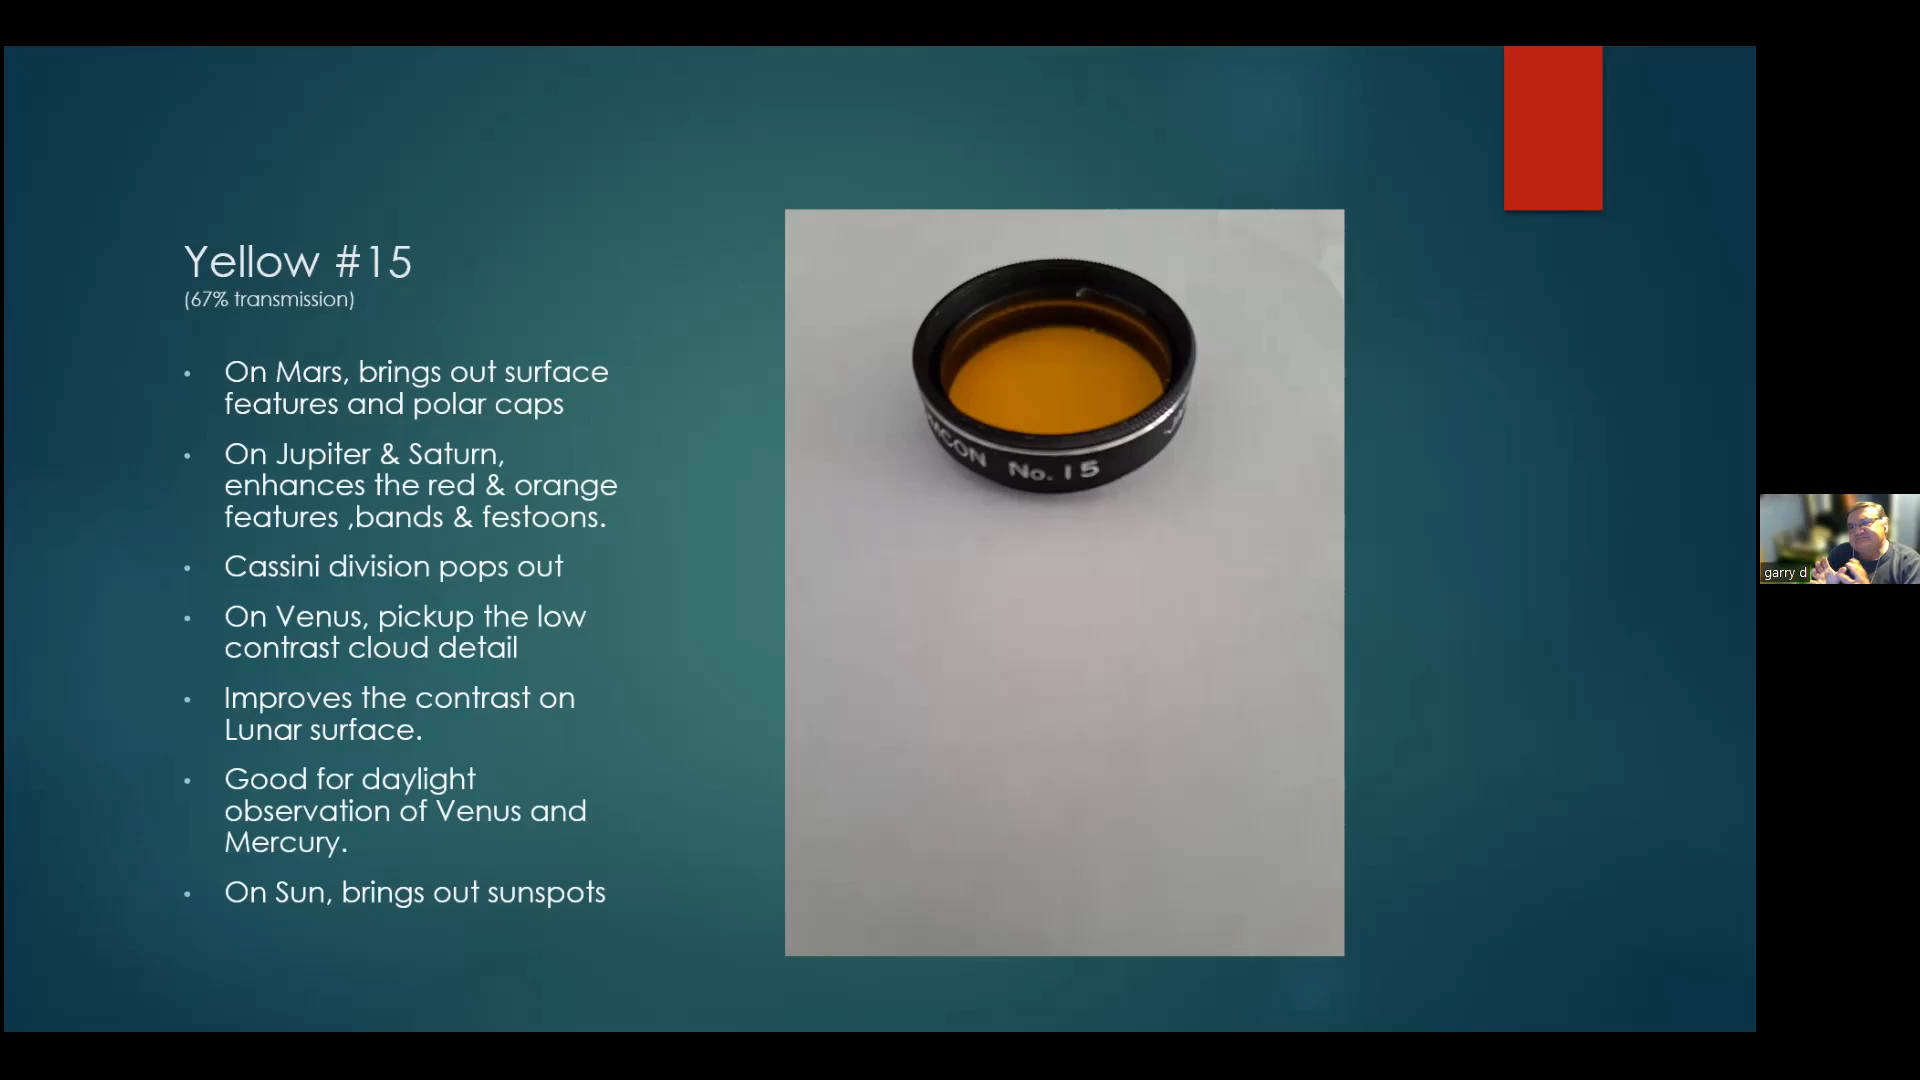 Yellow #15
(67% transmission)
• On Mars, brings out surface
features and polar caps
• On Jupiter & Saturn,
enhances the red & orange
features ,bands & festoons.
• Cassini division pops out
• On Venus, pickup the low
contrast cloud detail
• Improves the contrast on
Lunar surface.
• Good for daylight
observation of Venus and
Mercury.
• On Sun, brings out sunspots
No. 15
garry d